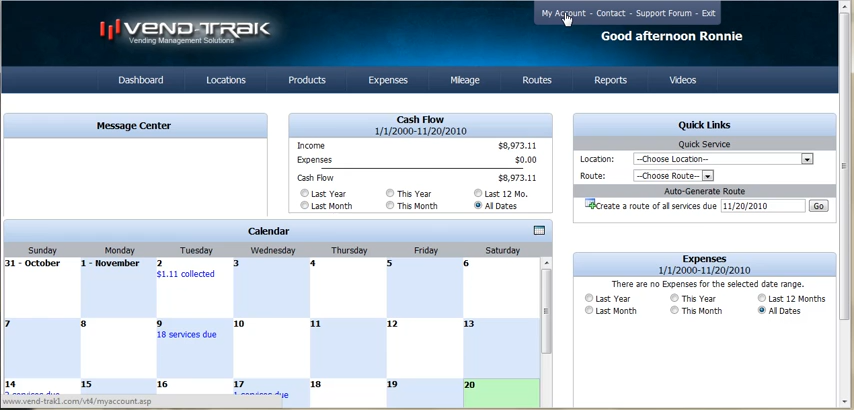 My Account - Contact - Support Forum - Exit
VEND-TRAK
Vending Management Solutions
Good afternoon Ronnie
Dashboard Locations Products Expenses Mileage Routes Reports Videos
Message Center
Cash Flow
1/1/2000-11/20/2010
Income $8,973.11
Expenses $0.00
Cash Flow $8,973.11
Last Year This Year Last 12 Mo.
Last Month This Month All Dates
Quick Links
Quick Service
Location: --Choose Location--
Route: --Choose Route--
Auto-Generate Route
Create a route of all services due 11/20/2010 Go
Calendar
Sunday Monday Tuesday Wednesday Thursday Friday Saturday
31 - October 1 - November 2 3 4 5 6
$1.11 collected
7 8 9 10 11 12 13
18 services due
14 15 16 17 18 19 20
2 services due 1 services due
Expenses
1/1/2000-11/20/2010
There are no Expenses for the selected date range.
Last Year This Year Last 12 Months
Last Month This Month All Dates
www.vend-trak1.com/vt4/myaccount.asp